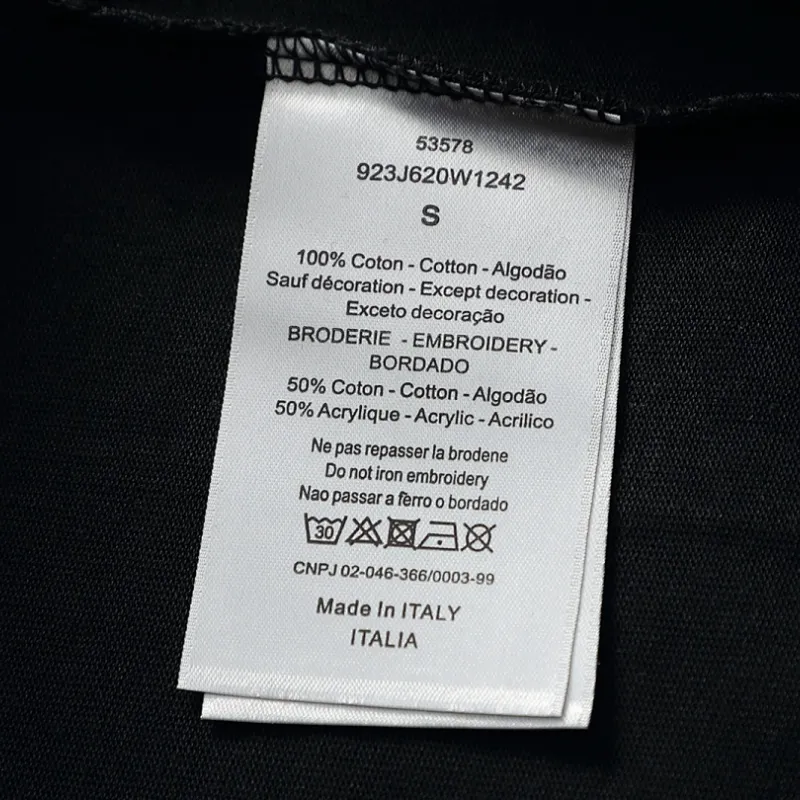 53578
923J620W1242
S
100% Coton - Cotton - Algodão
Sauf décoration - Except decoration -
Exceto decoração
BRODERIE - EMBROIDERY -
BORDADO
50% Coton - Cotton - Algodão
50% Acrylique - Acrylic - Acrilico
Ne pas repasser la brodene
Do not iron embroidery
Nao passar a ferro o bordado
30
CNPJ 02-046-366/0003-99
Made In ITALY
ITALIA